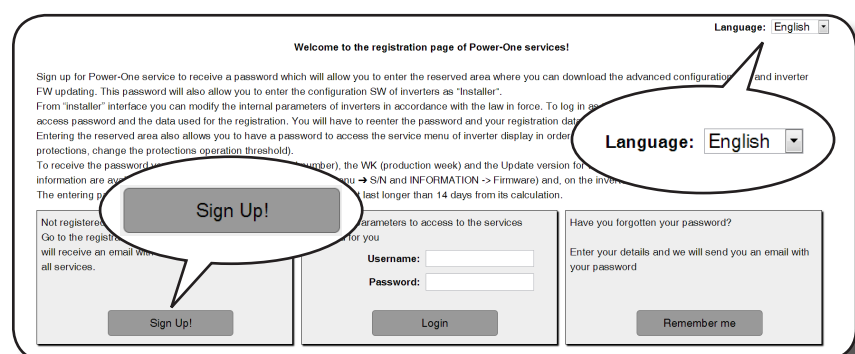 Language: English
Welcome to the registration page of Power-One services!
Sign up for Power-One service to receive a password which will allow you to enter the reserved area where you can download the advanced configuration and inverter
FW updating. This password will also allow you to enter the configuration SW of inverters as "Installer".
From "installer" interface you can modify the internal parameters of inverters in accordance with the law in force. To log in as
access password and the data used for the registration. You will have to reenter the password and your registration data
Entering the reserved area also allows you to have a password to access the service menu of inverter display in order
protections, change the protections operation threshold).
Language: English
To receive the password number), the WK (production week) and the Update version for
information are → S/N and INFORMATION -> Firmware) and, on the
The entering last longer than 14 days from its calculation.
Sign Up!
Not registered
Go to the
will receive an email
all services.
Sign Up!
to access to the services
for you
Username:
Password:
Login
Have you forgotten your password?
Enter your details and we will send you an email with
your password
Remember me